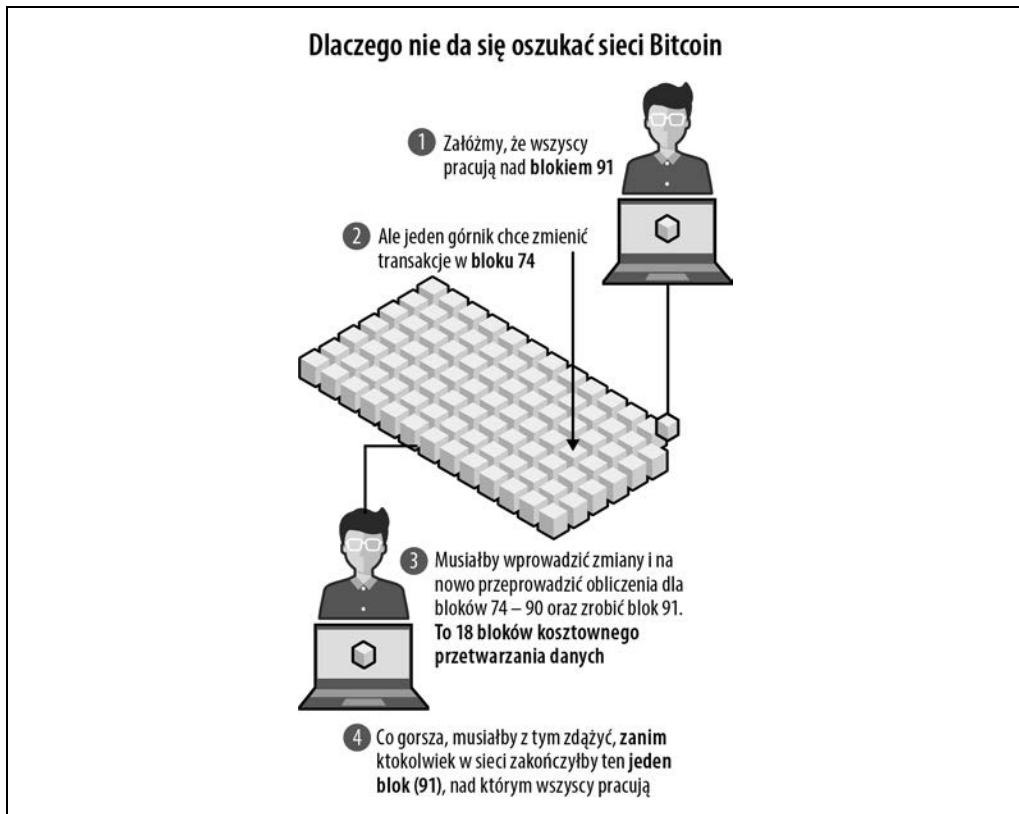 Dlaczego nie da się oszukać sieci Bitcoin
1 Załóżmy, że wszyscy
pracują nad blokiem 91
2 Ale jeden górnik chce zmienić
transakcje w bloku 74
3 Musiałby wprowadzić zmiany i na
nowo przeprowadzić obliczenia dla
bloków 74 – 90 oraz zrobić blok 91.
To 18 bloków kosztownego
przetwarzania danych
4 Co gorsza, musiałby z tym zdążyć, zanim
ktokolwiek w sieci zakończyłby ten jeden
blok (91), nad którym wszyscy pracują